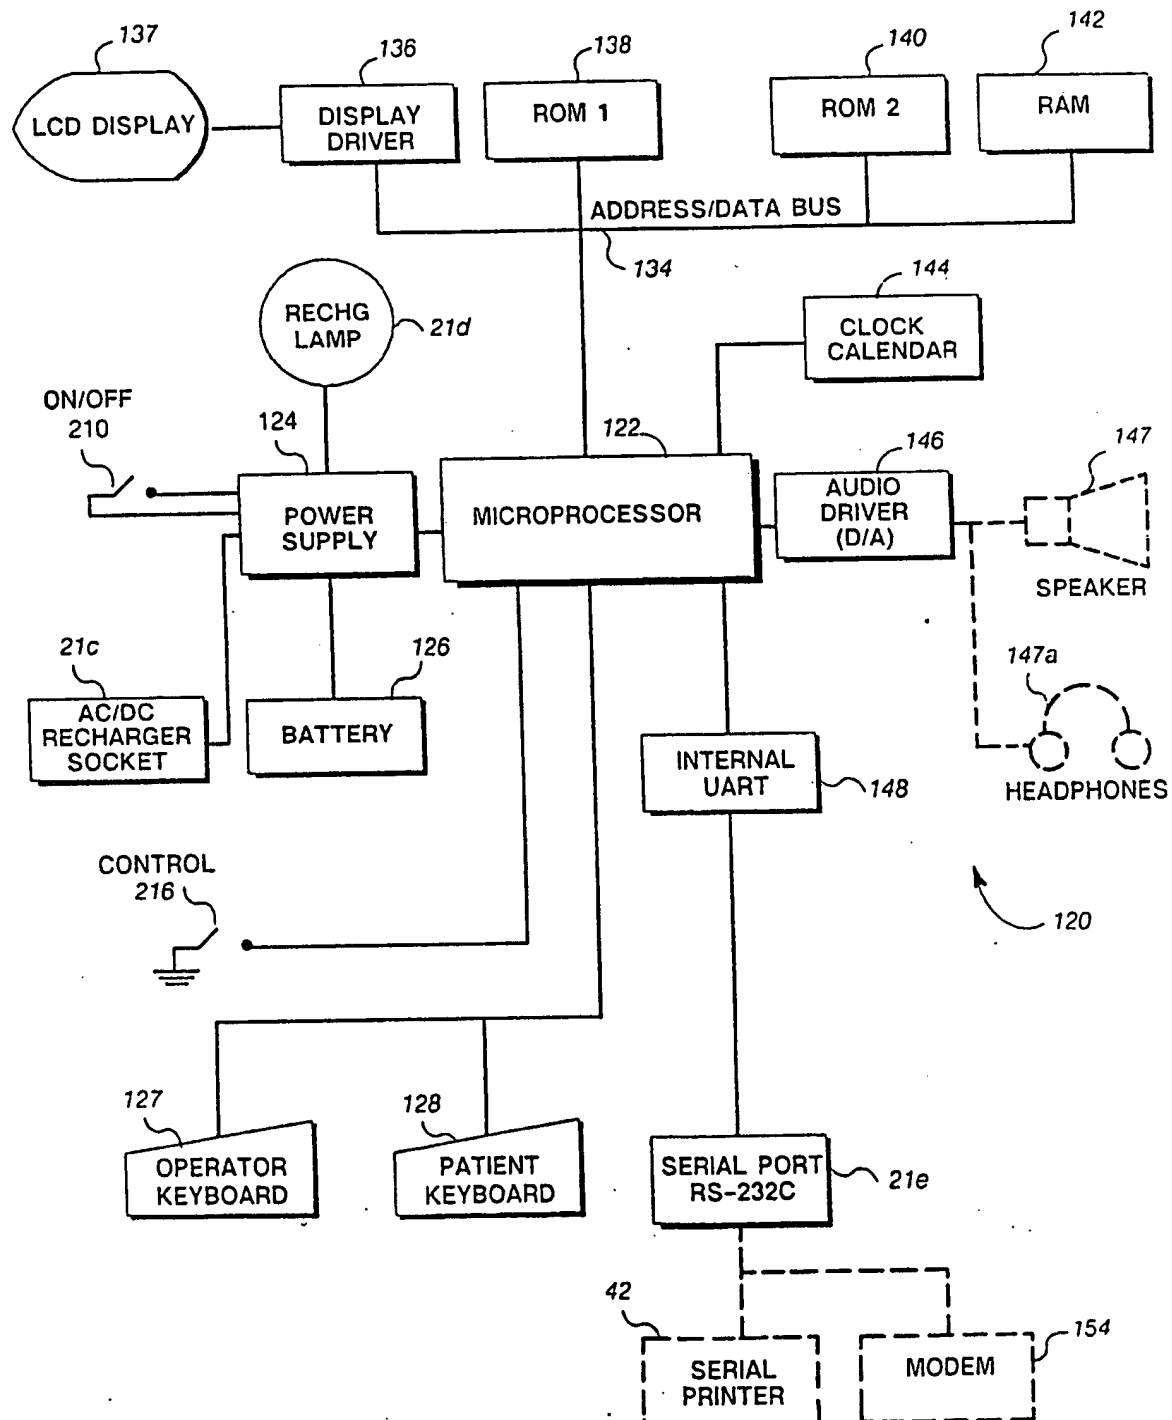 137
136
138
140
142
LCD DISPLAY
DISPLAY
DRIVER
ROM 1
ROM 2
RAM
ADDRESS/DATA BUS
134
RECHG
LAMP
21d
144
CLOCK
CALENDAR
ON/OFF
210
124
122
146
147
POWER
SUPPLY
MICROPROCESSOR
AUDIO
DRIVER
(D/A)
SPEAKER
21c
AC/DC
RECHARGER
SOCKET
126
BATTERY
147a
HEADPHONES
INTERNAL
UART
148
CONTROL
216
120
127
OPERATOR
KEYBOARD
128
PATIENT
KEYBOARD
SERIAL PORT
RS-232C
21e
42
SERIAL
PRINTER
MODEM
154